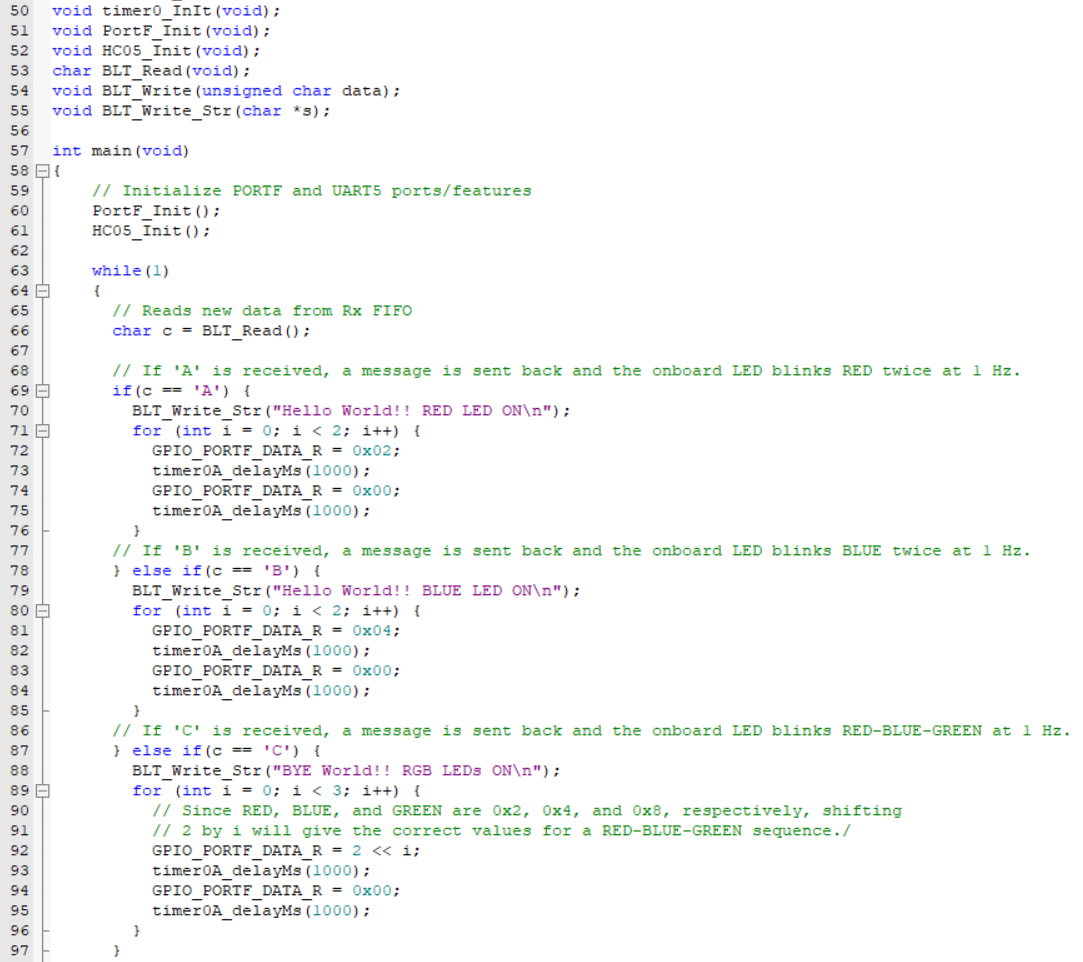 50 void timer0_InIt(void);
51 void PortF_Init(void);
52 void HC05_Init(void);
53 char BLT_Read(void);
54 void BLT_Write(unsigned char data);
55 void BLT_Write_Str(char *s);
56
57 int main(void)
58 {
59     // Initialize PORTF and UART5 ports/features
60     PortF_Init();
61     HC05_Init();
62
63     while(1)
64     {
65       // Reads new data from Rx FIFO
66       char c = BLT_Read();
67
68       // If 'A' is received, a message is sent back and the onboard LED blinks RED twice at 1 Hz.
69       if(c == 'A') {
70         BLT_Write_Str("Hello World!! RED LED ON\n");
71         for (int i = 0; i < 2; i++) {
72           GPIO_PORTF_DATA_R = 0x02;
73           timer0A_delayMs(1000);
74           GPIO_PORTF_DATA_R = 0x00;
75           timer0A_delayMs(1000);
76         }
77       // If 'B' is received, a message is sent back and the onboard LED blinks BLUE twice at 1 Hz.
78       } else if(c == 'B') {
79         BLT_Write_Str("Hello World!! BLUE LED ON\n");
80         for (int i = 0; i < 2; i++) {
81           GPIO_PORTF_DATA_R = 0x04;
82           timer0A_delayMs(1000);
83           GPIO_PORTF_DATA_R = 0x00;
84           timer0A_delayMs(1000);
85         }
86       // If 'C' is received, a message is sent back and the onboard LED blinks RED-BLUE-GREEN at 1 Hz.
87       } else if(c == 'C') {
88         BLT_Write_Str("BYE World!! RGB LEDs ON\n");
89         for (int i = 0; i < 3; i++) {
90           // Since RED, BLUE, and GREEN are 0x2, 0x4, and 0x8, respectively, shifting
91           // 2 by i will give the correct values for a RED-BLUE-GREEN sequence./
92           GPIO_PORTF_DATA_R = 2 << i;
93           timer0A_delayMs(1000);
94           GPIO_PORTF_DATA_R = 0x00;
95           timer0A_delayMs(1000);
96         }
97       }